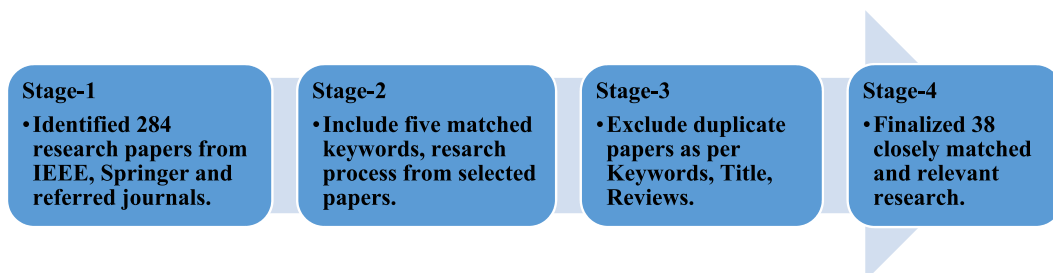 Stage-1
•Identified 284
research papers from
IEEE, Springer and
referred journals.
Stage-2
•Include five matched
keywords, resarch
process from selected
papers.
Stage-3
•Exclude duplicate
papers as per
Keywords, Title,
Reviews.
Stage-4
•Finalized 38
closely matched
and relevant
research.